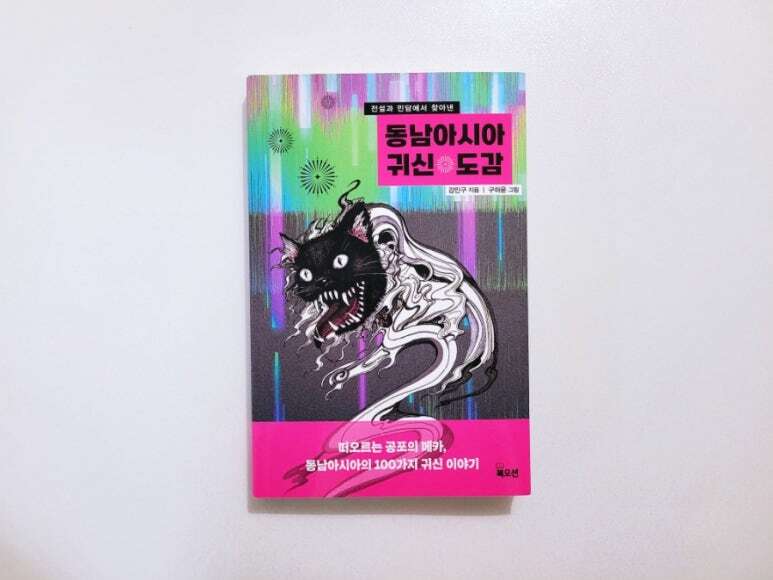 전설과 민담에서 찾아낸
동남아시아
귀신 도감
강민구 지음 | 구하윤 그림
떠오르는 공포의 메카,
동남아시아의 100가지 귀신 이야기
북오션